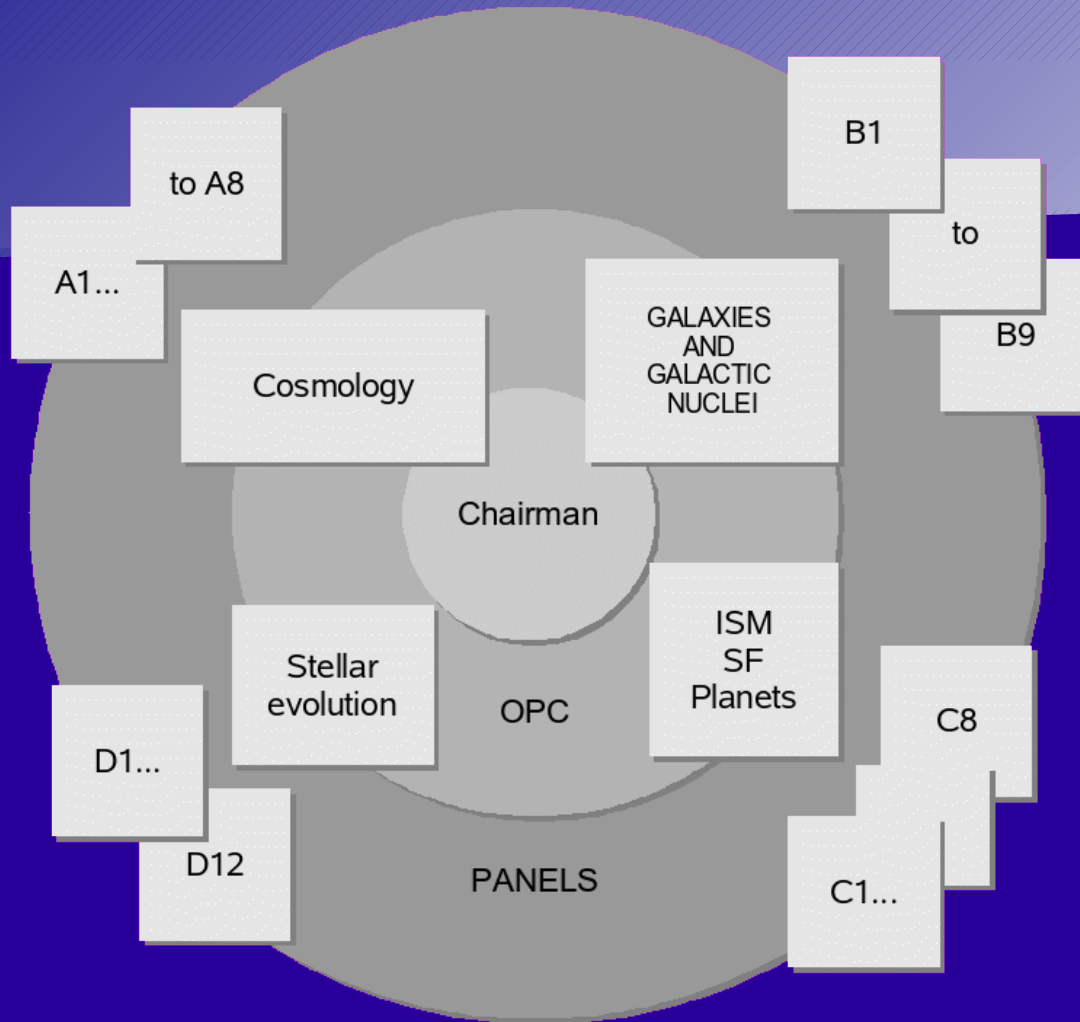 B1
to A8
to
A1...
B9
GALAXIES
AND
GALACTIC
NUCLEI
Cosmology
Chairman
ISM
SF
Planets
Stellar
evolution
OPC
C8
D1...
D12
PANELS
C1...